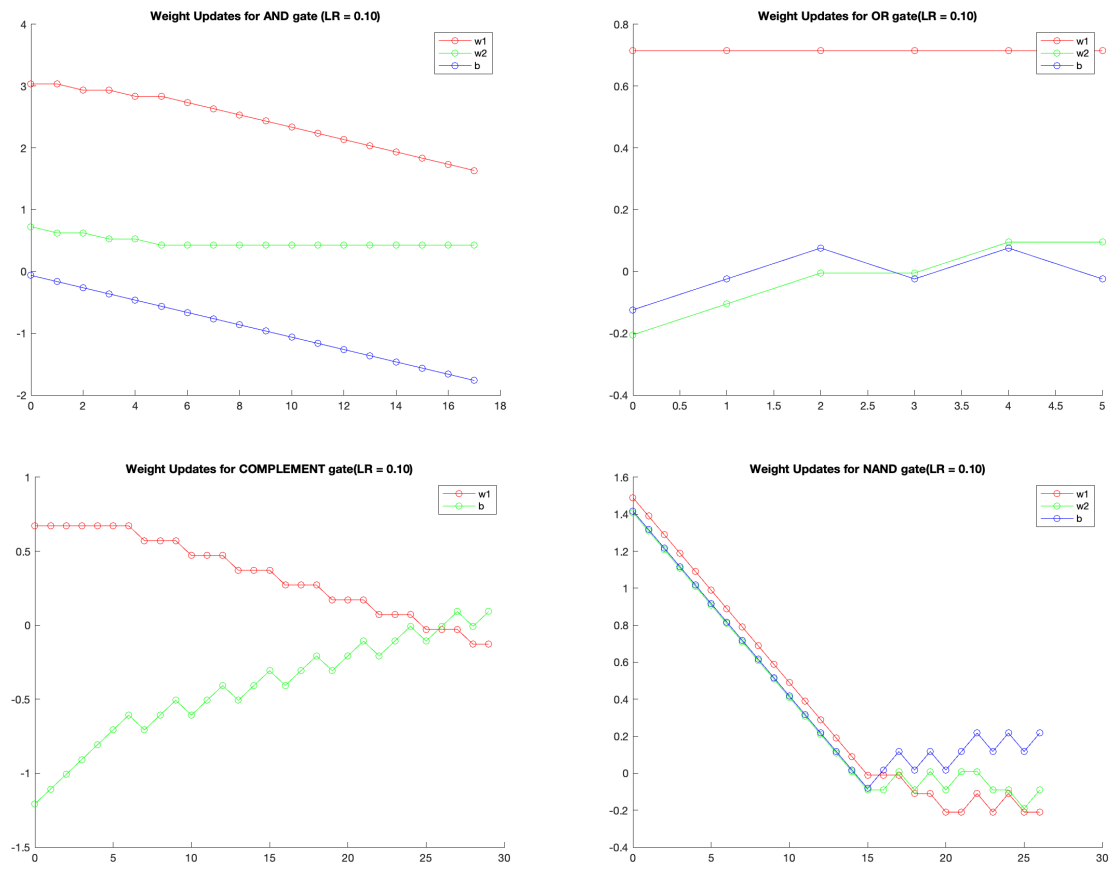 Weight Updates for AND gate (LR = 0.10)
w1
w2
b
4
3
2
1
0
-1
-2
0 2 4 6 8 10 12 14 16 18
Weight Updates for OR gate(LR = 0.10)
w1
w2
b
0.8
0.6
0.4
0.2
0
-0.2
-0.4
0 0.5 1 1.5 2 2.5 3 3.5 4 4.5 5
Weight Updates for COMPLEMENT gate(LR = 0.10)
w1
b
1
0.5
0
-0.5
-1
-1.5
0 5 10 15 20 25 30
Weight Updates for NAND gate(LR = 0.10)
w1
w2
b
1.6
1.4
1.2
1
0.8
0.6
0.4
0.2
0
-0.2
-0.4
0 5 10 15 20 25 30